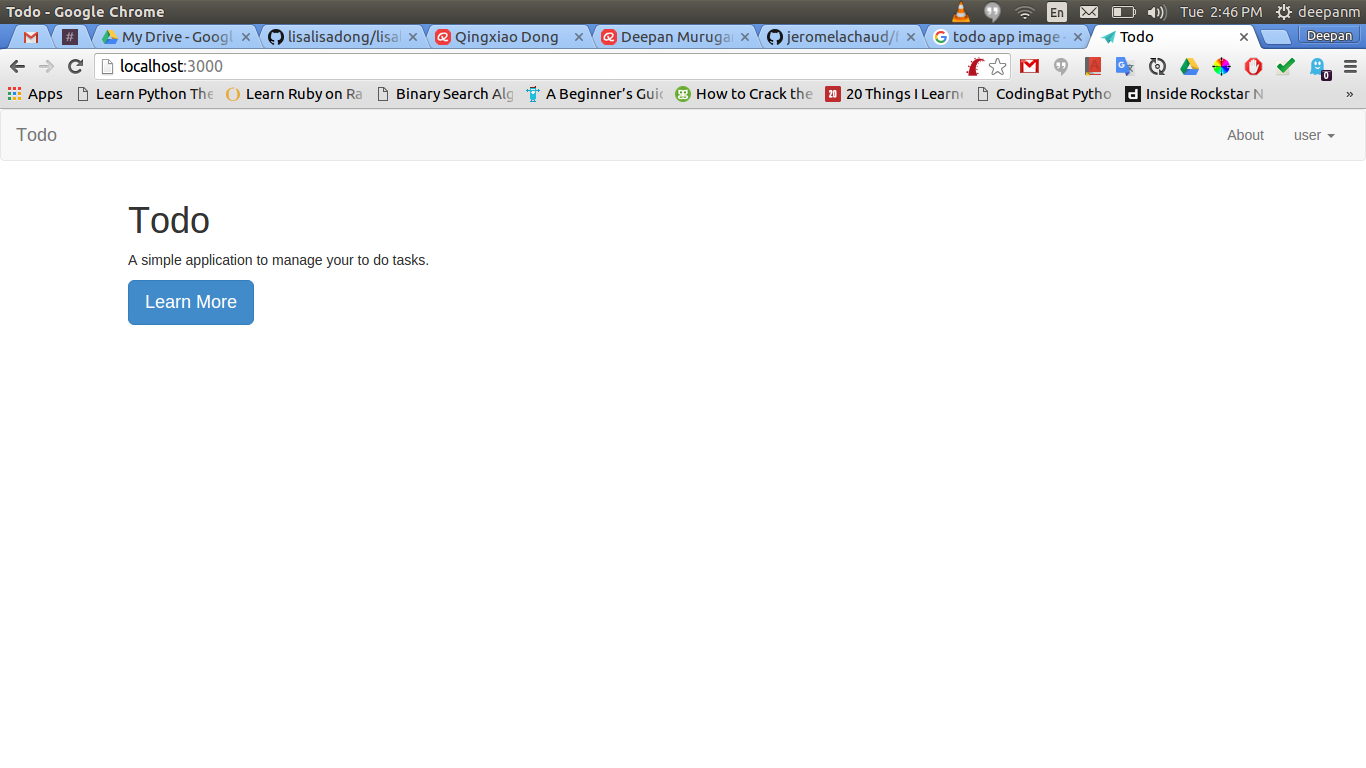 Todo - Google Chrome
En
Tue 2:46 PM
deepanm
#
My Drive - Googl
lisalisadong/lisal
Qingxiao Dong
Deepan Muruga
jeromelachaud/
todo app image -
Todo
Deepan
localhost:3000
0
Apps
Learn Python The
Learn Ruby on Ra
Binary Search Alg
A Beginner's Guid
How to Crack the
20
20 Things I Learn
CodingBat Pytho
Inside Rockstar N
»
Todo
About
user
Todo
A simple application to manage your to do tasks.
Learn More